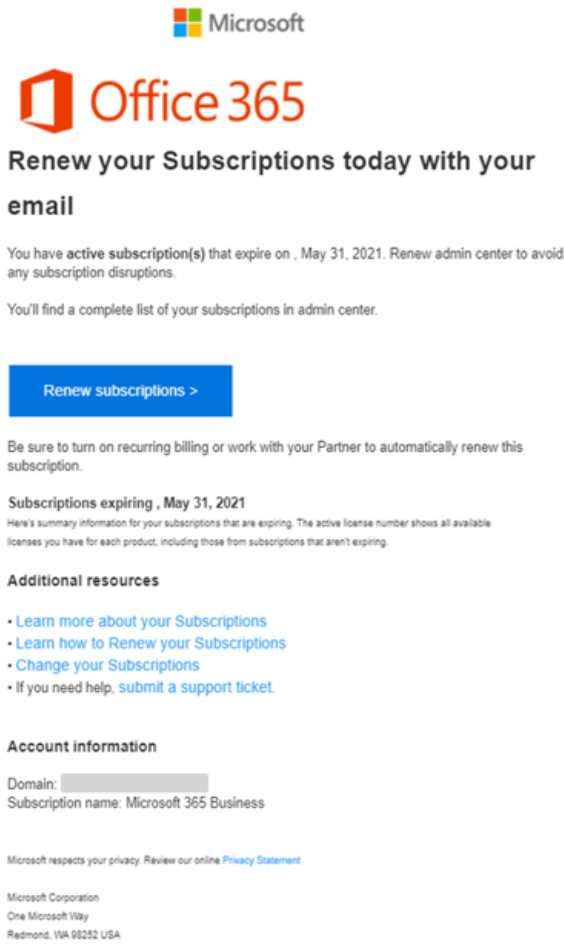 Microsoft
Office 365
Renew your Subscriptions today with your
email
You have active subscription(s) that expire on , May 31, 2021. Renew admin center to avoid
any subscription disruptions.
You'll find a complete list of your subscriptions in admin center.
Renew subscriptions >
Be sure to turn on recurring billing or work with your Partner to automatically renew this
subscription.
Subscriptions expiring , May 31, 2021
Here's summary information for your subscriptions that are expiring. The active license number shows all available
licenses you have for each product, including those from subscriptions that aren't expiring.
Additional resources
• Learn more about your Subscriptions
• Learn how to Renew your Subscriptions
• Change your Subscriptions
• If you need help, submit a support ticket.
Account information
Domain:
Subscription name: Microsoft 365 Business
Microsoft respects your privacy. Review our online Privacy Statement
Microsoft Corporation
One Microsoft Way
Redmond, WA 98252 USA